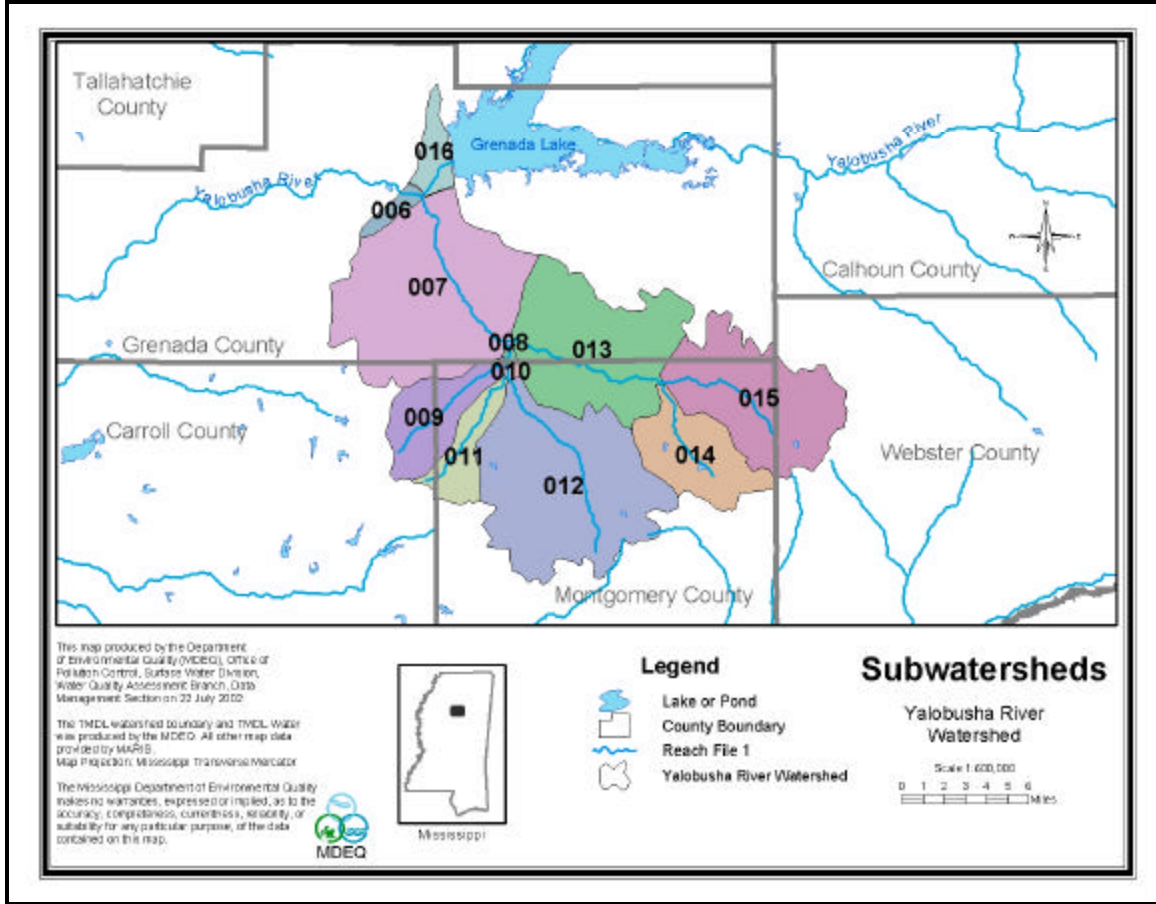 Tallahatchie
County
016
Grenada Lake
Yalobusha River
Yalobusha River
006
Calhoun County
007
008
013
Grenada County
010
015
009
Carroll County
Webster County
011
014
012
Montgomery County
This map produced by the Department
of Environmental Quality (MDEQ), Office of
Pollution Control, Surface Water Division,
Water Quality Assessment Branch, Data
Management Section on 22 July 2002
The TMDL watershed boundary and TMDL Water
was produced by the MDEQ. All other map data
provided by MARIS.
Map Projection: Mississippi Transverse Mercator
The Mississippi Department of Environmental Quality
makes no warranties, expressed or implied, as to the
accuracy, completeness, currentness, reliability, or
suitability for any particular purpose, of the data
contained on this map.
MDEQ
Mississippi
Legend
Lake or Pond
County Boundary
Reach File 1
Yalobusha River Watershed
Subwatersheds
Yalobusha River
Watershed
Scale 1:600,000
0 1 2 3 4 5 6
Miles